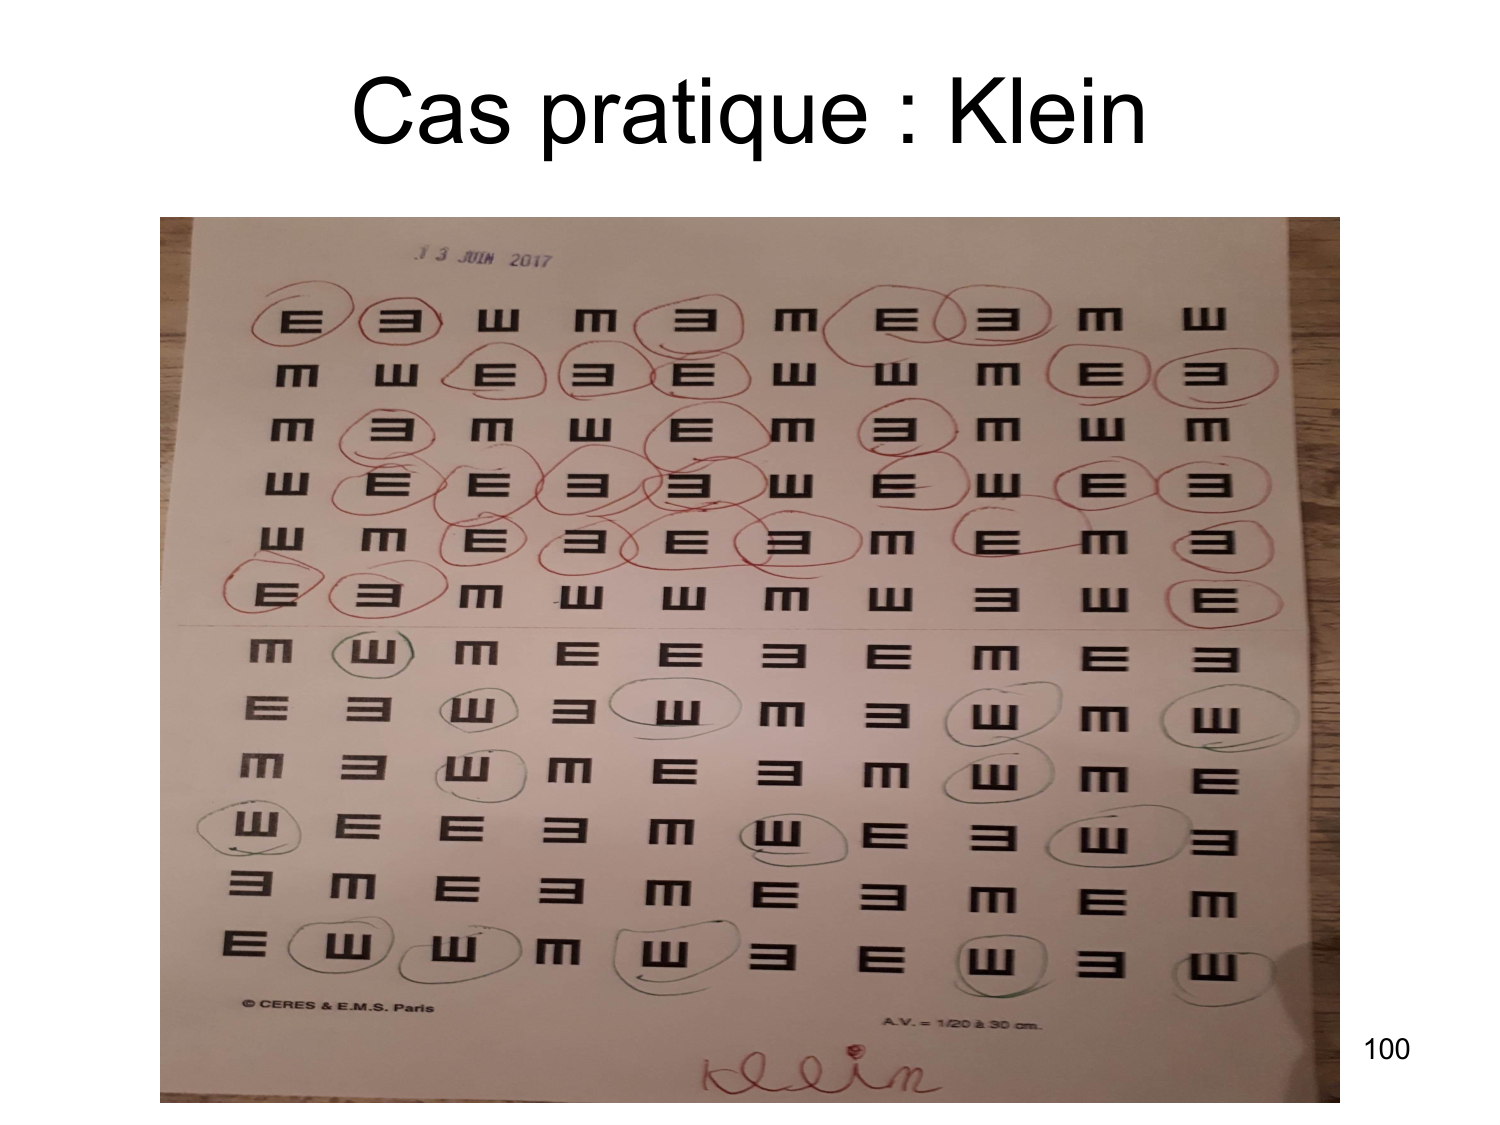 Cas pratique : Klein
13 JUIN 2017
© CERES & E.M.S. Paris
A.V. = 1/20 à 30 cm.
Klein
100